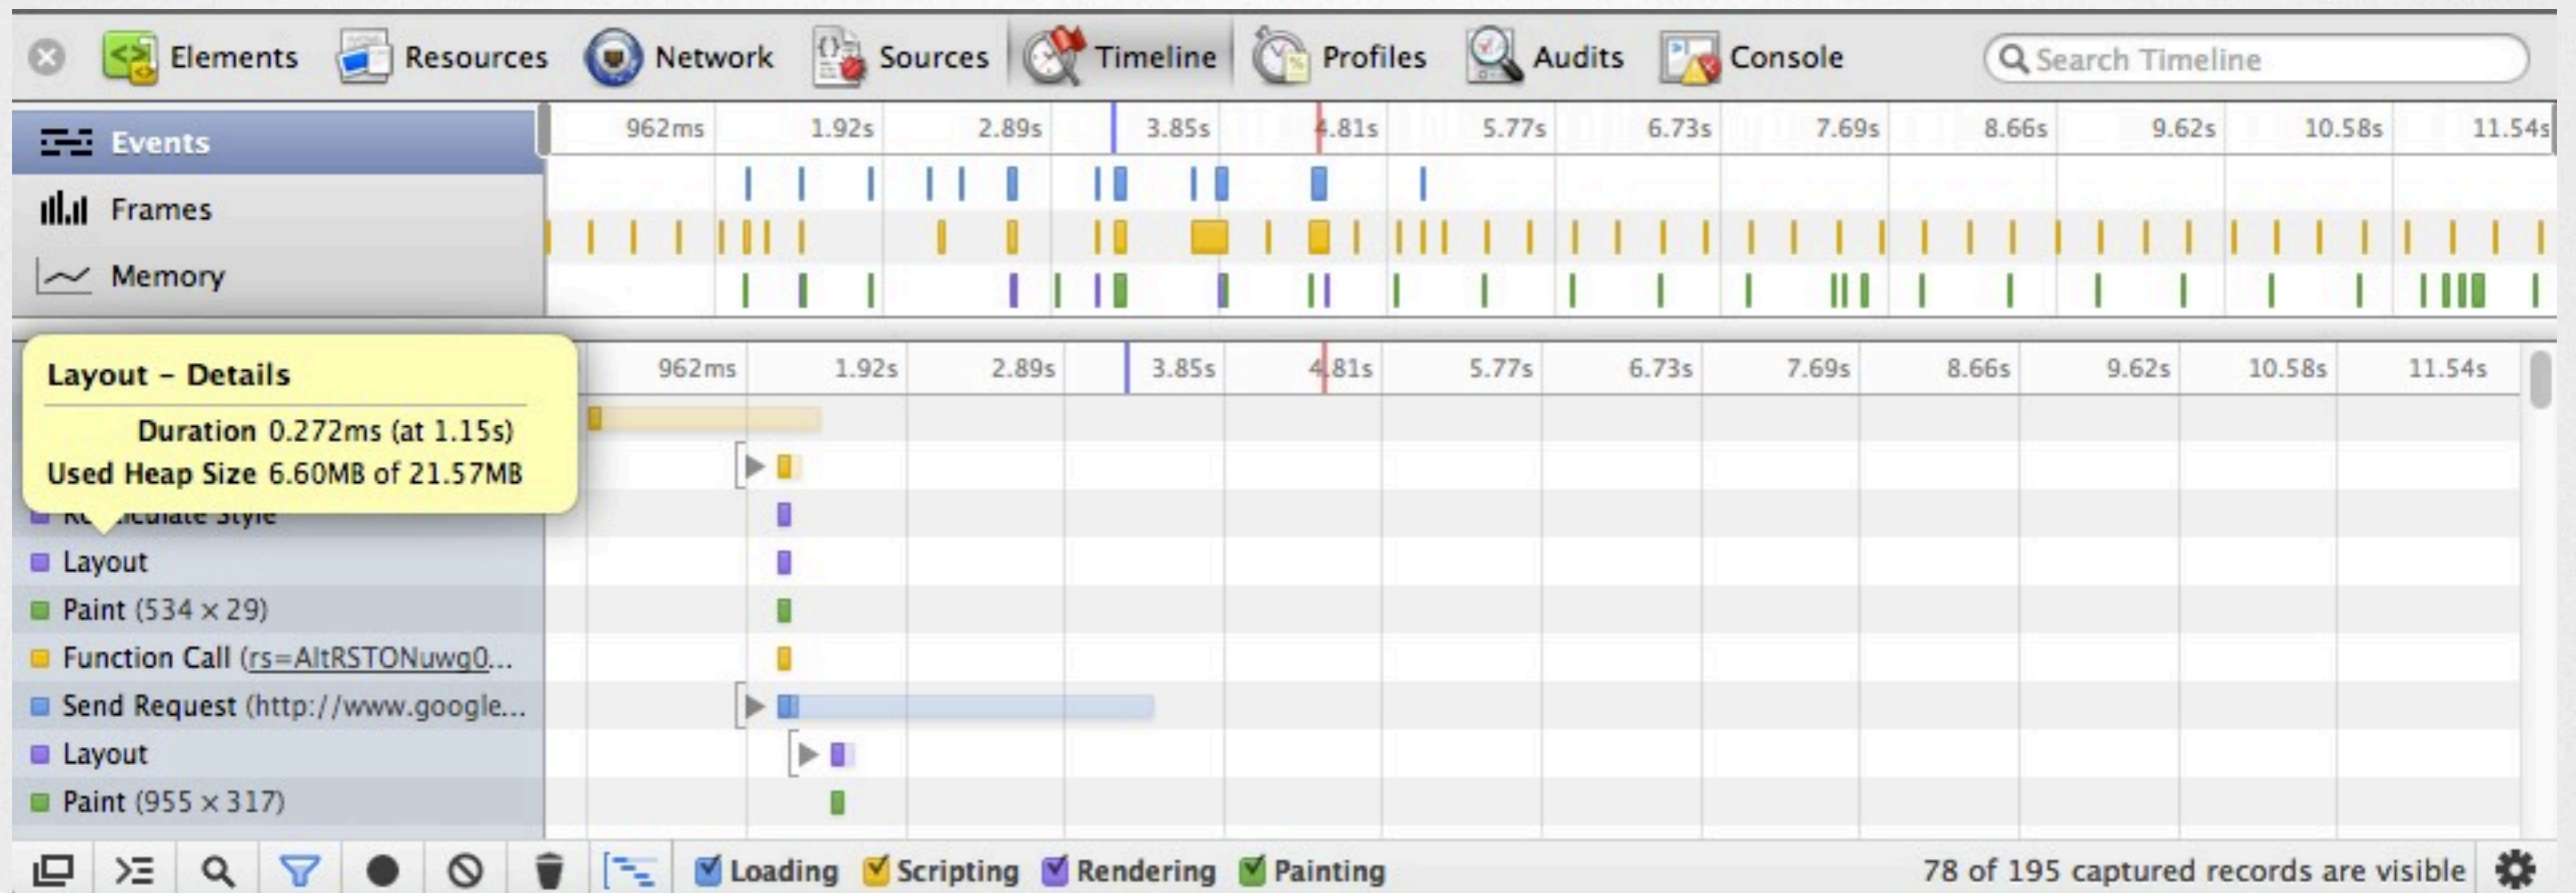 Elements Resources Network Sources Timeline Profiles Audits Console Search Timeline
Events
Frames
Memory
962ms 1.92s 2.89s 3.85s 4.81s 5.77s 6.73s 7.69s 8.66s 9.62s 10.58s 11.54s
Layout – Details
Duration 0.272ms (at 1.15s)
Used Heap Size 6.60MB of 21.57MB
962ms 1.92s 2.89s 3.85s 4.81s 5.77s 6.73s 7.69s 8.66s 9.62s 10.58s 11.54s
Recalculate Style
Layout
Paint (534 × 29)
Function Call (rs=AItRSTONuwg0...
Send Request (http://www.google...
Layout
Paint (955 × 317)
Loading Scripting Rendering Painting 78 of 195 captured records are visible